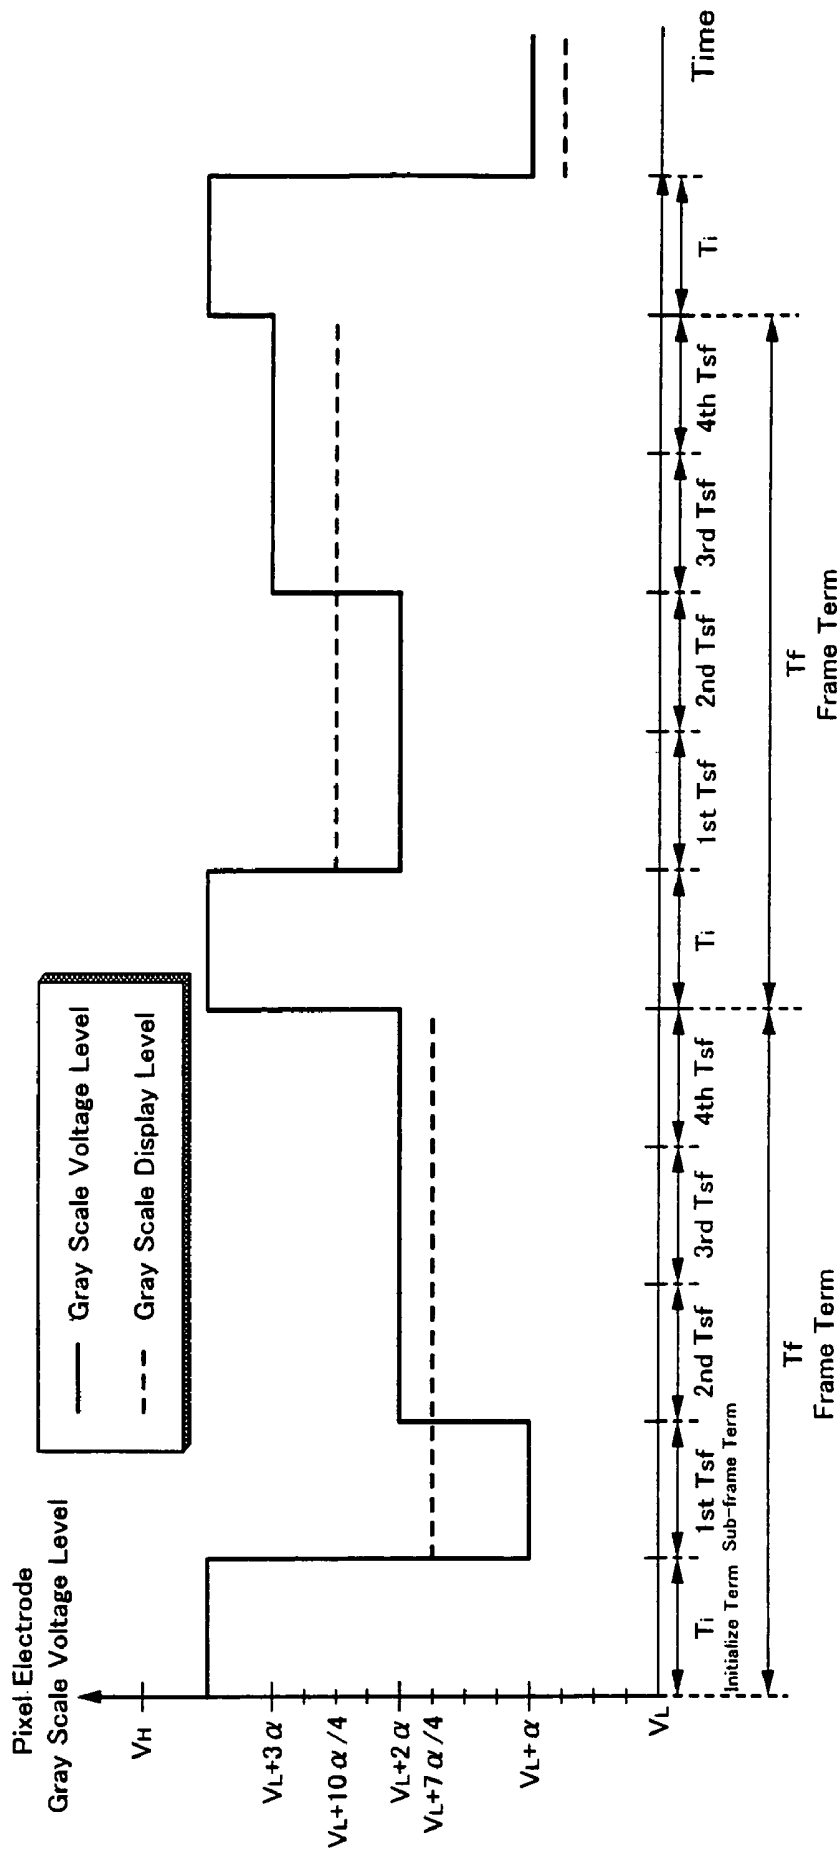 Pixel Electrode
Gray Scale Voltage Level
Gray Scale Voltage Level
Gray Scale Display Level
VH
VL+3α
VL+10α/4
VL+2α
VL+7α/4
VL+α
VL
Ti
1st Tsf
2nd Tsf
3rd Tsf
4th Tsf
Ti
1st Tsf
2nd Tsf
3rd Tsf
4th Tsf
Ti
Time
Initialize Term
Sub-frame Term
Tf
Frame Term
Tf
Frame Term